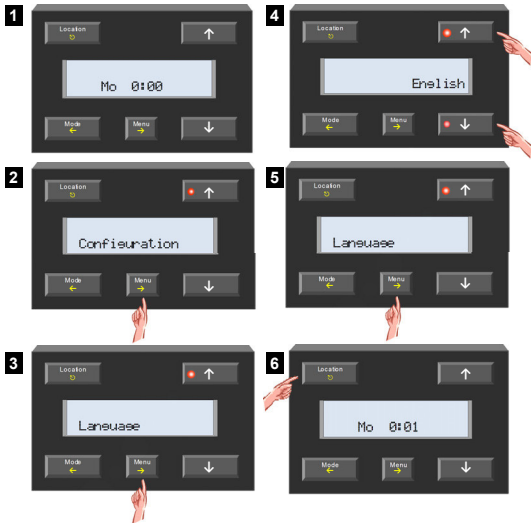 1
Location
↑
Mo 0:00
Mode
←
Menu
→
↓
2
Location
↑
Configuration
Mode
←
Menu
→
↓
3
Location
↑
Language
Mode
←
Menu
→
↓
4
Location
↑
English
Mode
←
Menu
→
↓
5
Location
↑
Language
Mode
←
Menu
→
↓
6
Location
↑
Mo 0:01
Mode
←
Menu
→
↓